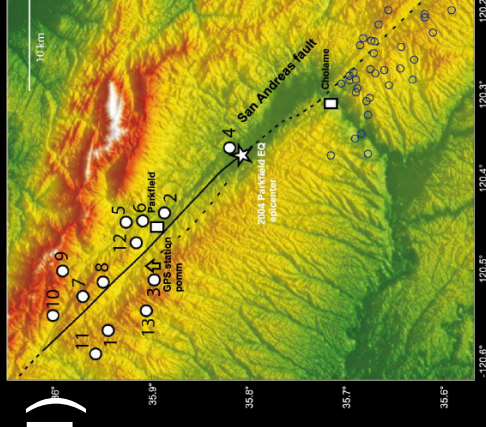 10 km
San Andreas fault
Cholame
4
2004 Parkfield EQ
epicenter
Parkfield
5
6
2
12
GPS station
pomm
3
9
8
7
10
13
1
11
36°
35.9°
35.8°
35.7°
35.6°
-120.6°
-120.5°
-120.4°
-120.3°